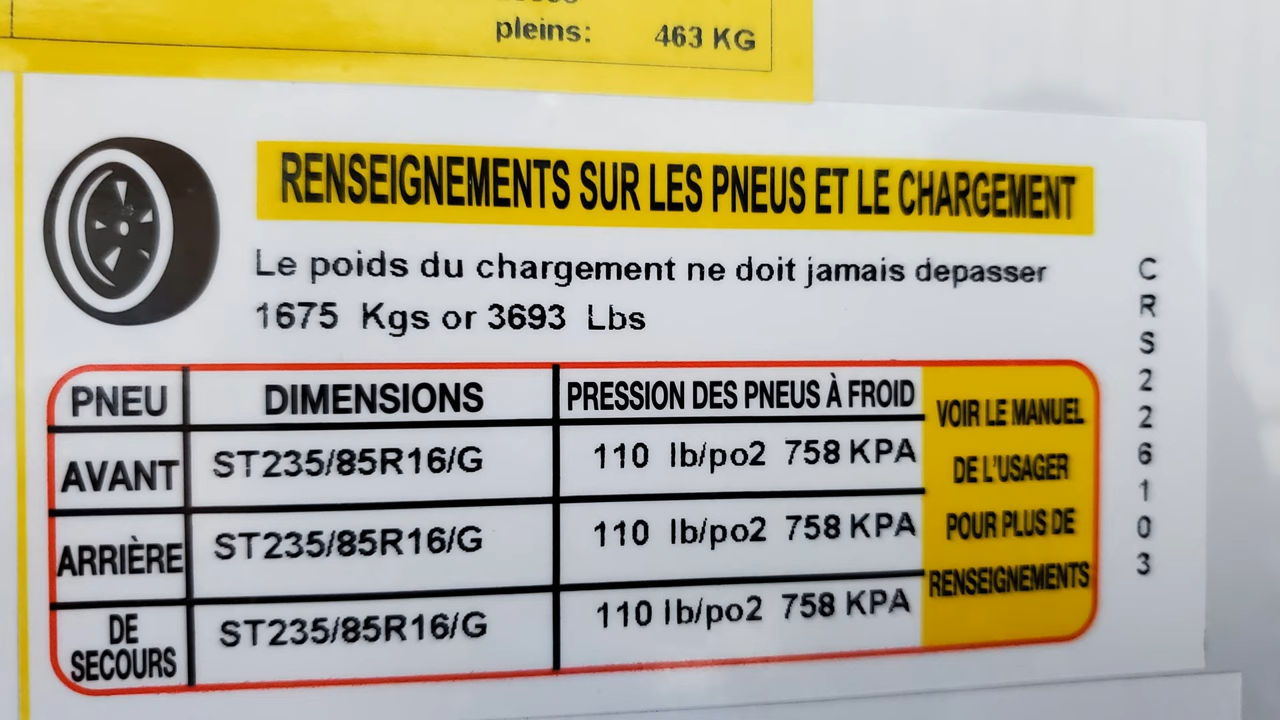 pleins: 463 KG
RENSEIGNEMENTS SUR LES PNEUS ET LE CHARGEMENT
Le poids du chargement ne doit jamais depasser
1675 Kgs or 3693 Lbs
PNEU DIMENSIONS PRESSION DES PNEUS À FROID
AVANT ST235/85R16/G 110 lb/po2 758 KPA
ARRIÈRE ST235/85R16/G 110 lb/po2 758 KPA
DE
SECOURS ST235/85R16/G 110 lb/po2 758 KPA
VOIR LE MANUEL
DE L'USAGER
POUR PLUS DE
RENSEIGNEMENTS
CRS226103